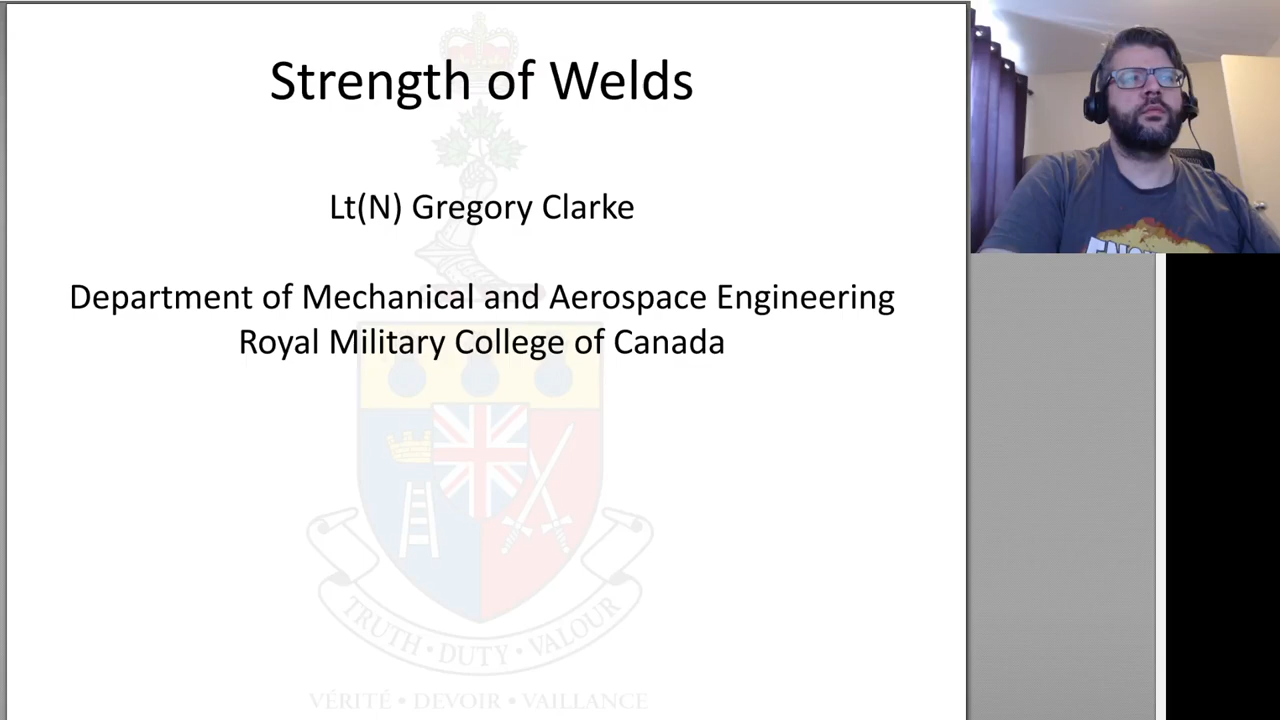 Strength of Welds
Lt(N) Gregory Clarke
Department of Mechanical and Aerospace Engineering
Royal Military College of Canada
TRUTH • DUTY • VALOUR
VÉRITÉ • DEVOIR • VAILLANCE